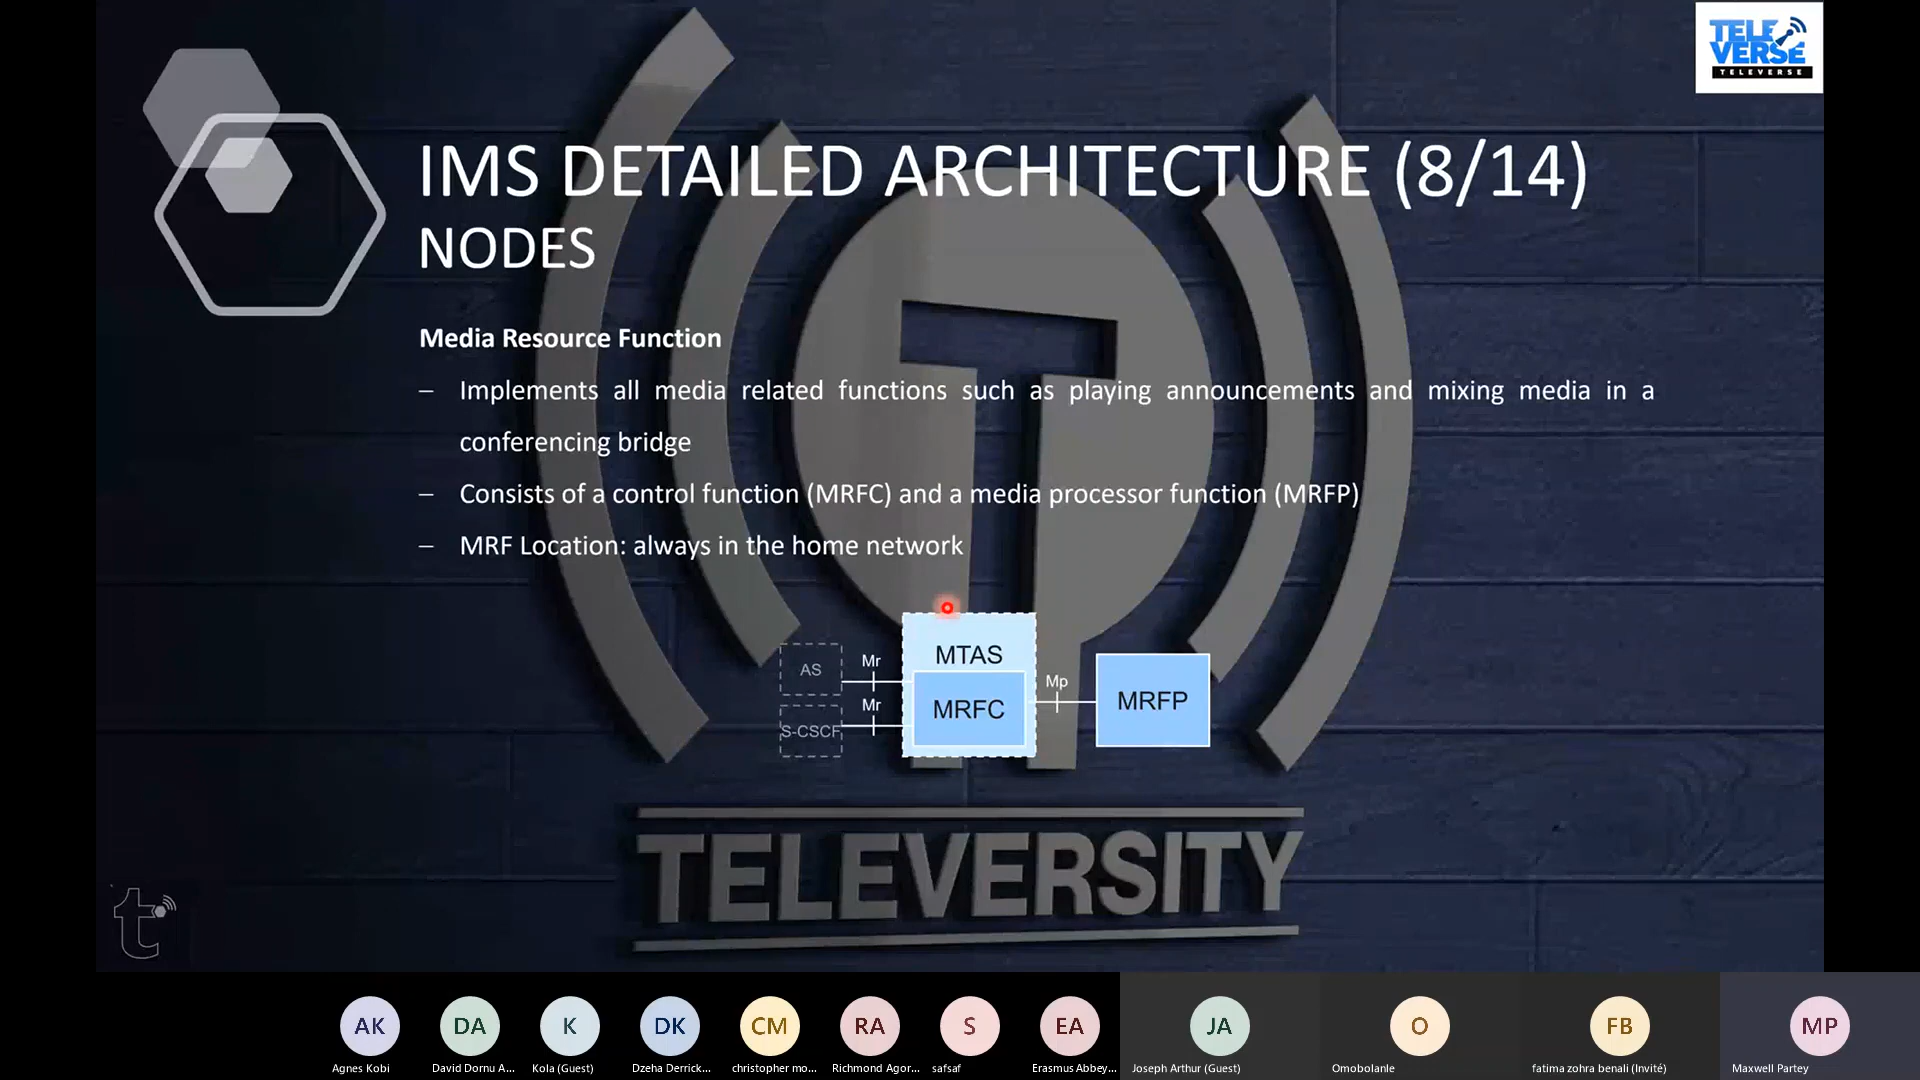 TELE
VERSE
TELEVERSE
IMS DETAILED ARCHITECTURE (8/14)
NODES
Media Resource Function
– Implements all media related functions such as playing announcements and mixing media in a
conferencing bridge
– Consists of a control function (MRFC) and a media processor function (MRFP)
– MRF Location: always in the home network
MTAS
AS
Mr
Mp
MRFP
Mr
MRFC
S-CSCF
TELEVERSITY
t
AK
DA
K
DK
CM
RA
S
EA
JA
O
FB
MP
Agnes Kobi
David Dornu A...
Kola (Guest)
Dzeha Derrick...
christopher mo...
Richmond Agor...
safsaf
Erasmus Abbey...
Joseph Arthur (Guest)
Omobolanle
fatima zohra benali (Invité)
Maxwell Partey